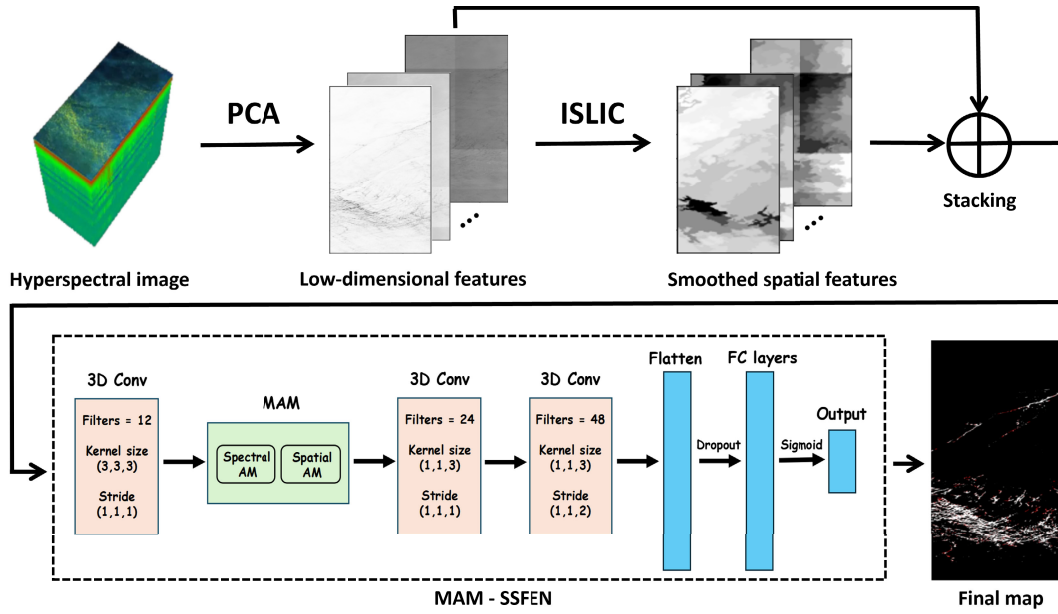 PCA
ISLIC
Stacking
Hyperspectral image
Low-dimensional features
Smoothed spatial features
3D Conv
Filters = 12
Kernel size
(3,3,3)
Stride
(1,1,1)
MAM
Spectral
AM
Spatial
AM
3D Conv
Filters = 24
Kernel size
(1,1,3)
Stride
(1,1,1)
3D Conv
Filters = 48
Kernel size
(1,1,3)
Stride
(1,1,2)
Flatten
Dropout
FC layers
Sigmoid
Output
MAM - SSFEN
Final map